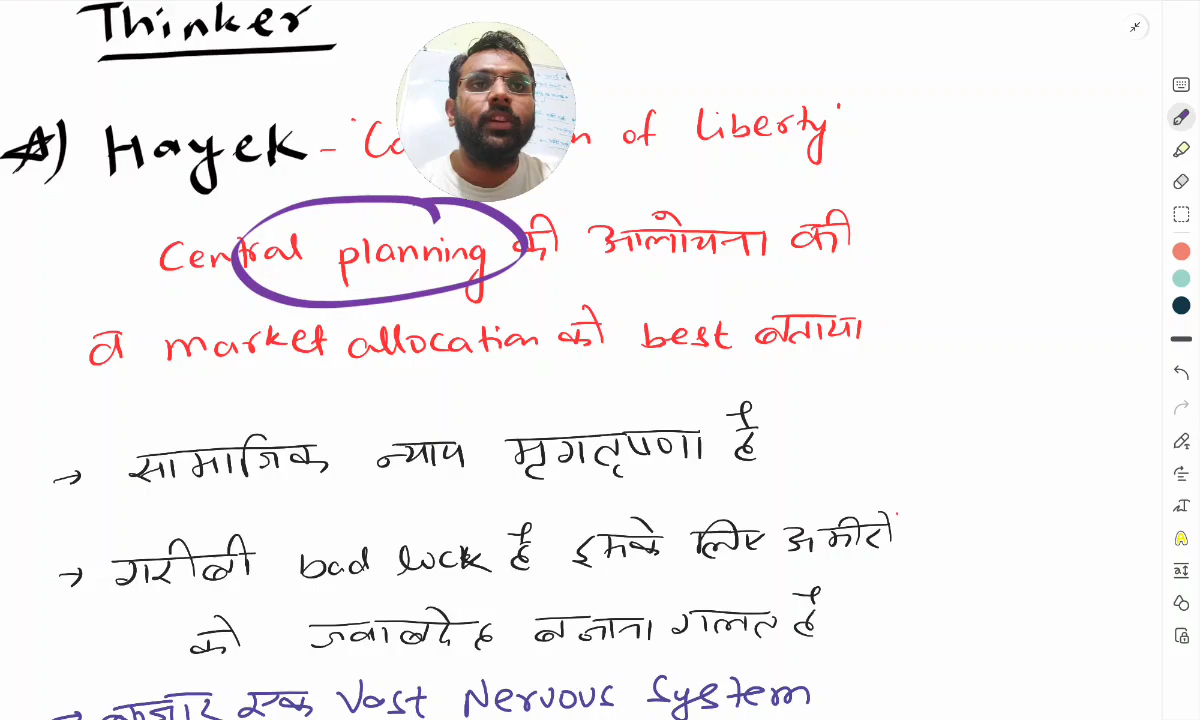 Thinker
A) Hayek - 'Co n of liberty'
Central planning की आलोचना की
व market allocation को best बताया
→ सामाजिक न्याय मृगतृष्णा है
→ गरीबी bad luck है इसके लिए अमीरो
को जवाबदेह बनाना गलत है
→ बाजार एक Vast Nervous System